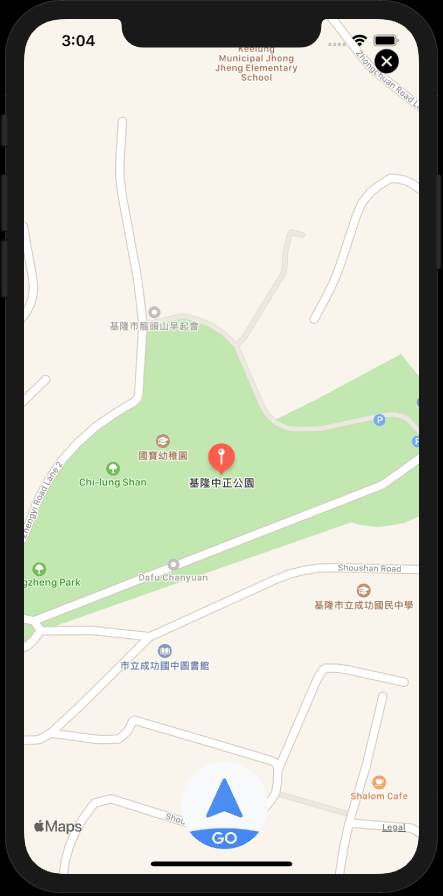 3:04
Keelung
Municipal Jhong
Jheng Elementary
School
Zhongchuan Road L
基隆市龍頭山早起會
國寶幼稚園
Chi-lung Shan
基隆中正公園
Zhengyi Road Lane 2
P
P
gzheng Park
Dafu Chanyuan
Shoushan Road
基隆市立成功國民中學
市立成功國中圖書館
Shalom Cafe
Shou
GO
Maps
Legal